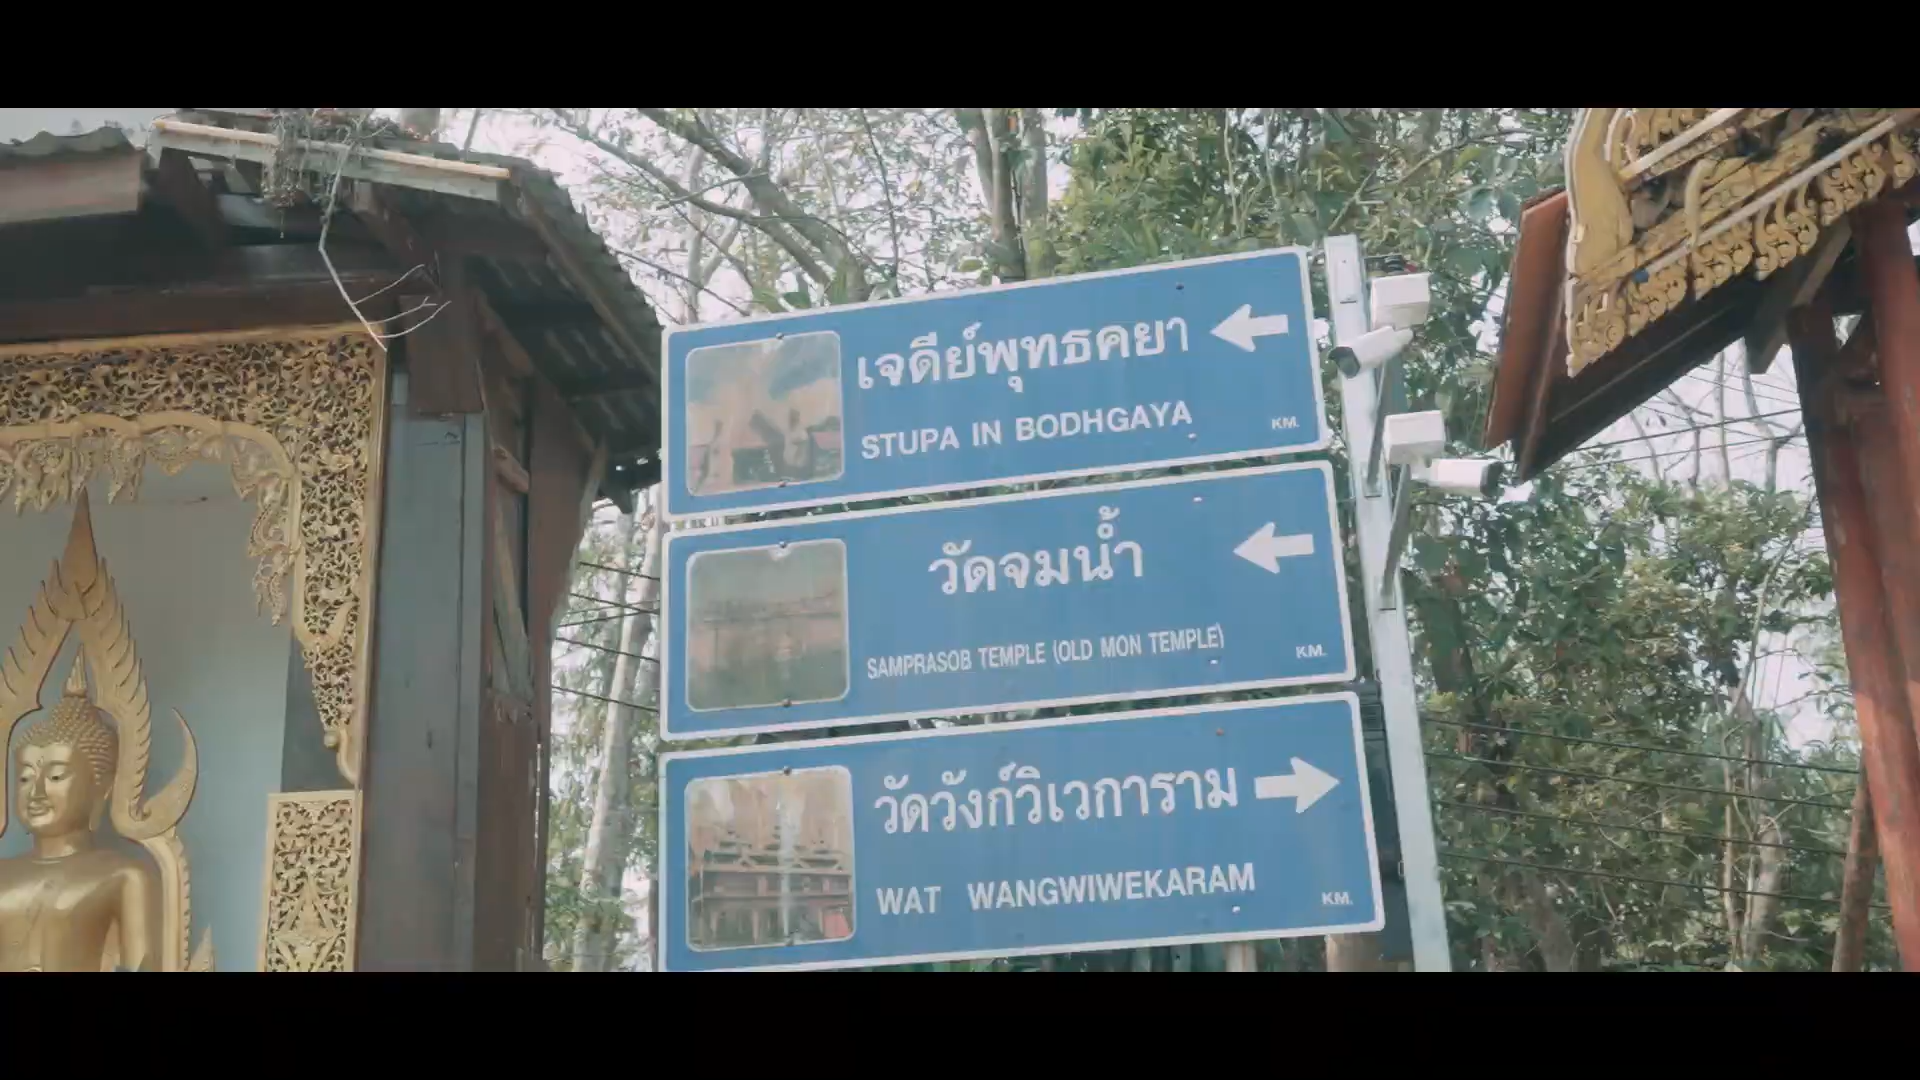 เจดีย์พุทธคยา
STUPA IN BODHGAYA
KM.
วัดจมน้ำ
SAMPRASOB TEMPLE (OLD MON TEMPLE)
KM.
วัดวังก์วิเวการาม
WAT WANGWIWEKARAM
KM.